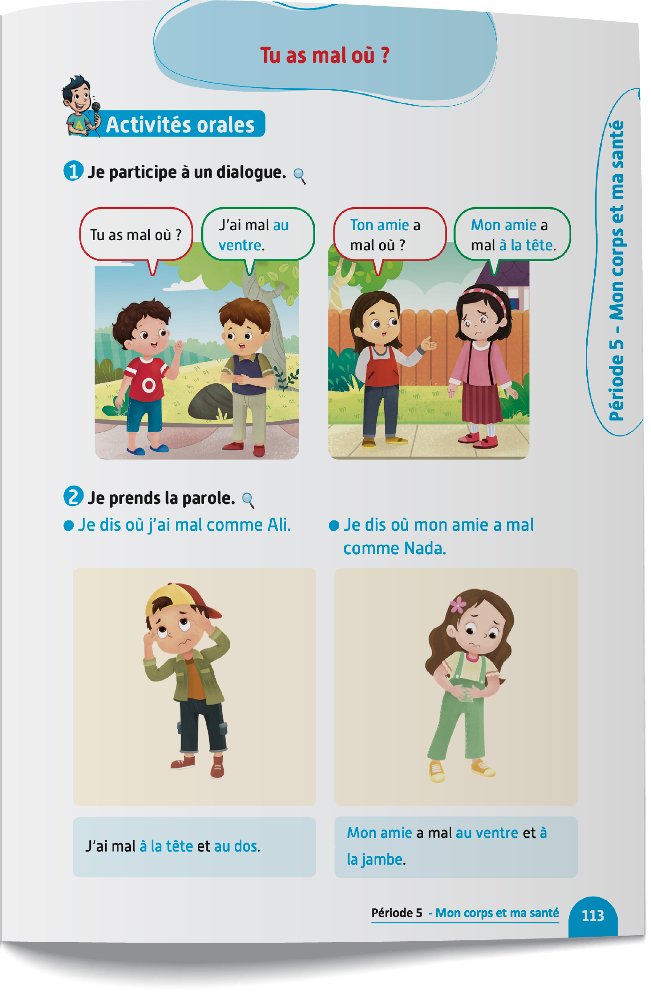 Tu as mal où ?
A
Activités orales
1 Je participe à un dialogue.
Tu as mal où ?
J'ai mal au
ventre.
Ton amie a
mal où ?
Mon amie a
mal à la tête.
2 Je prends la parole.
● Je dis où j'ai mal comme Ali.
● Je dis où mon amie a mal
comme Nada.
J'ai mal à la tête et au dos.
Mon amie a mal au ventre et à
la jambe.
Période 5 - Mon corps et ma santé
113
Période 5 - Mon corps et ma santé